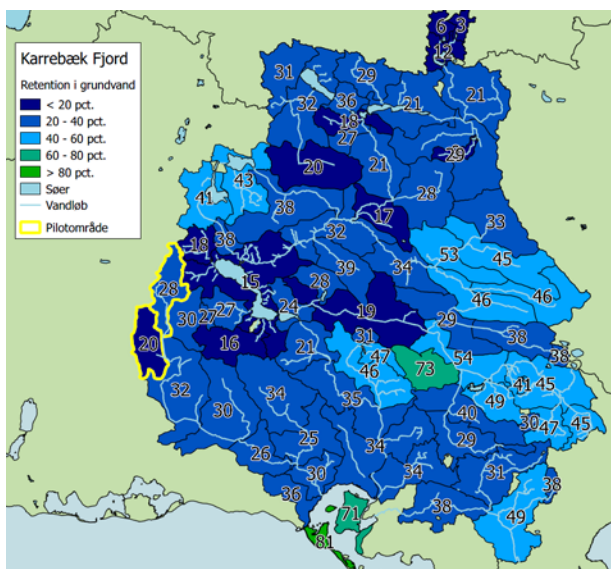 Karrebæk Fjord
Retention i grundvand
< 20 pct.
20 - 40 pct.
40 - 60 pct.
60 - 80 pct.
> 80 pct.
Søer
Vandløb
Pilotområde
6 3
12
31 29
32 36 21 21
18
27
29
20 21
28
41 43
38 17
33
18 38 32
53 45
39 34
28 15 28
46 46
30 27 27 24 19
29
20 16 21 31 38
47 54 38
46 73
32 34 35 41 45
49
30 40 30
47 45
25 34 29
26
30 34 31
36 38 38
71 49
81